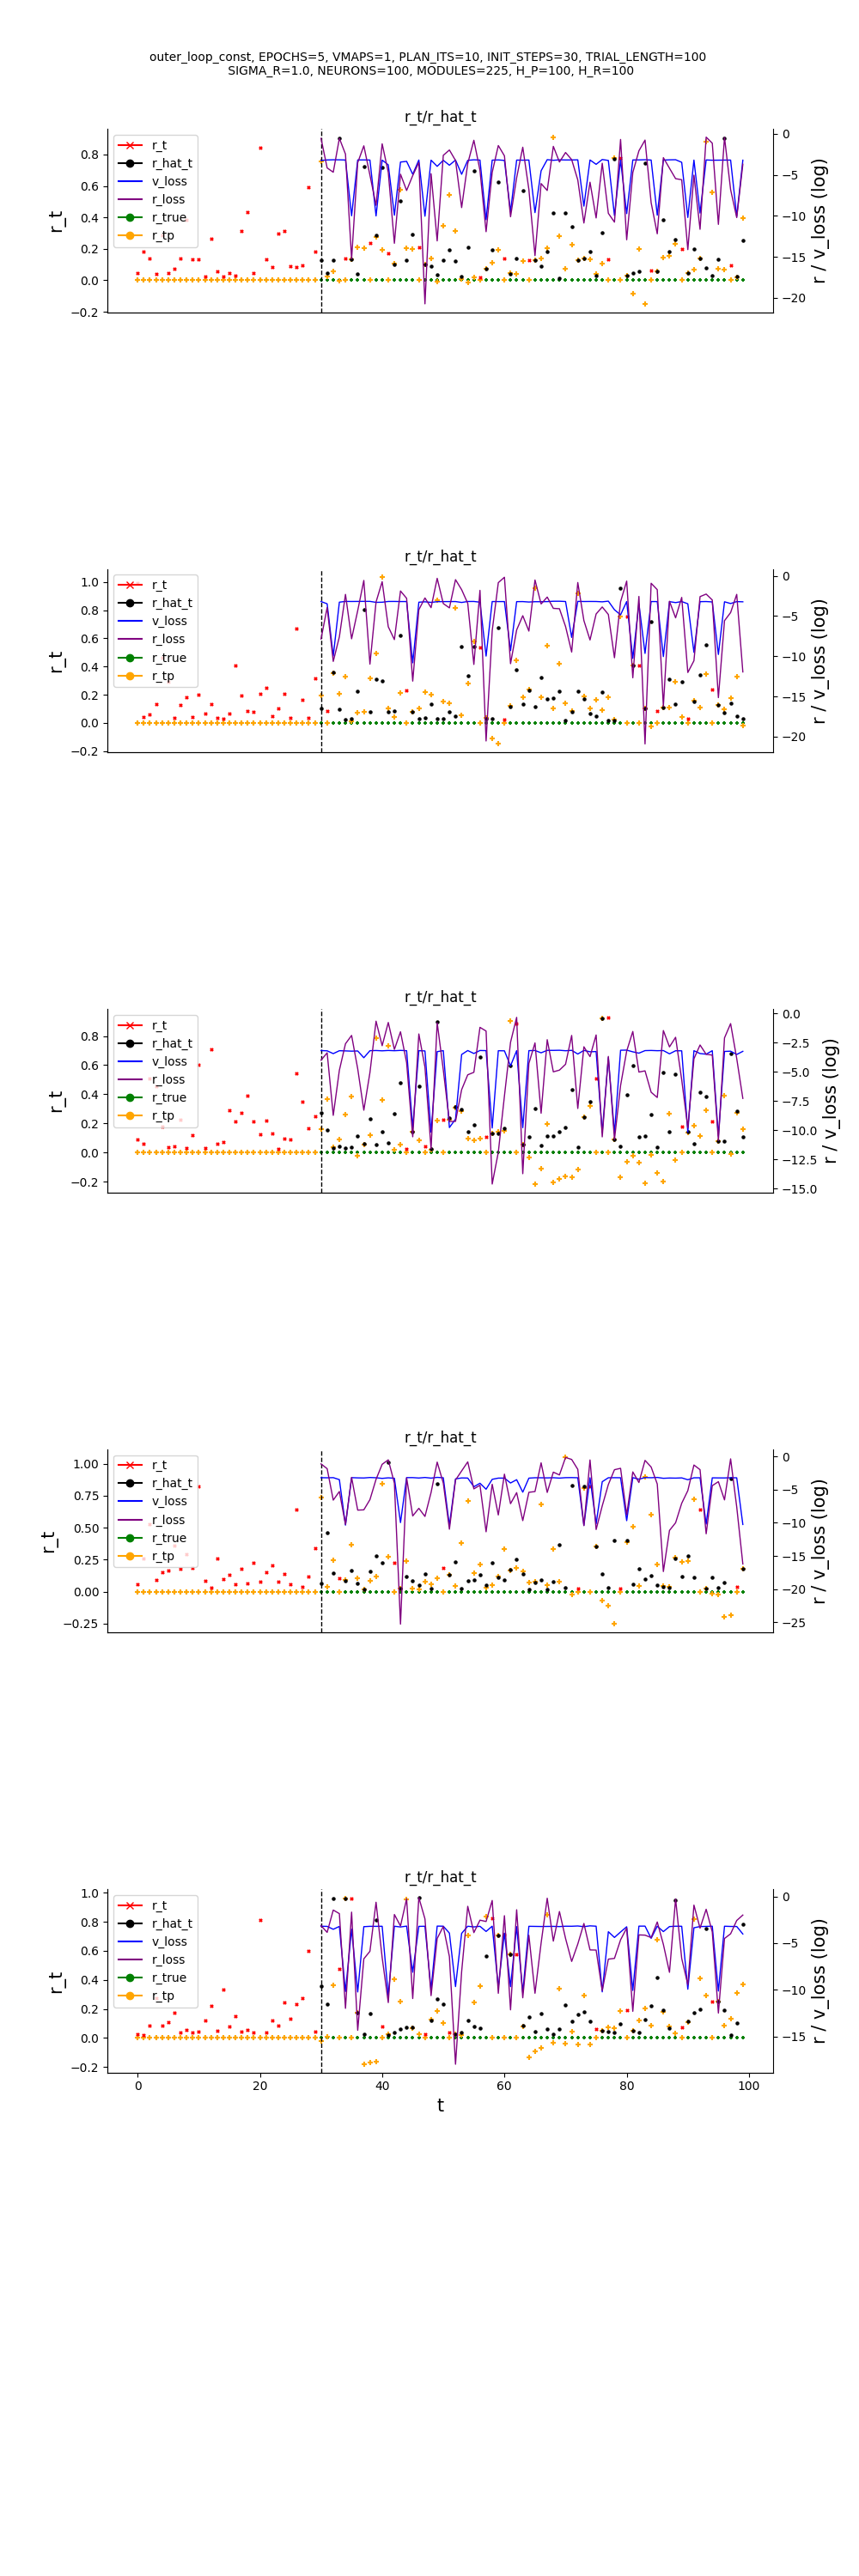 outer_loop_const, EPOCHS=5, VMAPS=1, PLAN_ITS=10, INIT_STEPS=30, TRIAL_LENGTH=100
SIGMA_R=1.0, NEURONS=100, MODULES=225, H_P=100, H_R=100
r_t/r_hat_t
r_t
r_hat_t
v_loss
r_loss
r_true
r_tp
0.8
0.6
0.4
0.2
0.0
−0.2
r_t
0
−5
−10
−15
−20
r / v_loss (log)
r_t/r_hat_t
r_t
r_hat_t
v_loss
r_loss
r_true
r_tp
1.0
0.8
0.6
0.4
0.2
0.0
−0.2
r_t
0
−5
−10
−15
−20
r / v_loss (log)
r_t/r_hat_t
r_t
r_hat_t
v_loss
r_loss
r_true
r_tp
0.8
0.6
0.4
0.2
0.0
−0.2
r_t
0.0
−2.5
−5.0
−7.5
−10.0
−12.5
−15.0
r / v_loss (log)
r_t/r_hat_t
r_t
r_hat_t
v_loss
r_loss
r_true
r_tp
1.00
0.75
0.50
0.25
0.00
−0.25
r_t
0
−5
−10
−15
−20
−25
r / v_loss (log)
r_t/r_hat_t
r_t
r_hat_t
v_loss
r_loss
r_true
r_tp
1.0
0.8
0.6
0.4
0.2
0.0
−0.2
r_t
0
−5
−10
−15
r / v_loss (log)
0 20 40 60 80 100
t